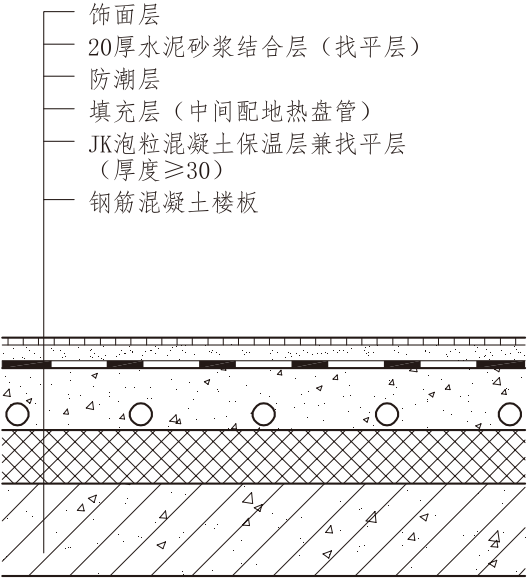 饰面层
20厚水泥砂浆结合层（找平层）
防潮层
填充层（中间配地热盘管）
JK泡粒混凝土保温层兼找平层
（厚度≥30）
钢筋混凝土楼板